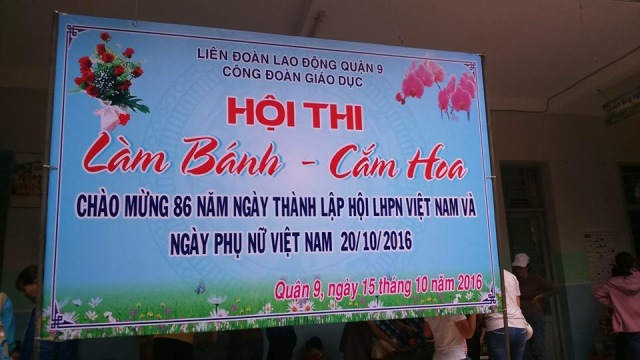 LIÊN ĐOÀN LAO ĐỘNG QUẬN 9
CÔNG ĐOÀN GIÁO DỤC
HỘI THI
Làm Bánh - Cắm Hoa
CHÀO MỪNG 86 NĂM NGÀY THÀNH LẬP HỘI LHPN VIỆT NAM VÀ
NGÀY PHỤ NỮ VIỆT NAM 20/10/2016
Quận 9, ngày 15 tháng 10 năm 2016